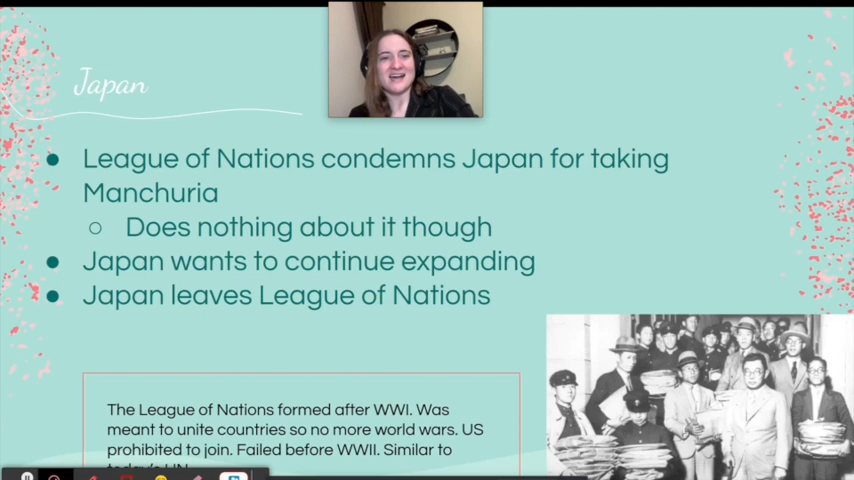 Japan
● League of Nations condemns Japan for taking
Manchuria
○ Does nothing about it though
● Japan wants to continue expanding
● Japan leaves League of Nations
The League of Nations formed after WWI. Was
meant to unite countries so no more world wars. US
prohibited to join. Failed before WWII. Similar to
today's UN